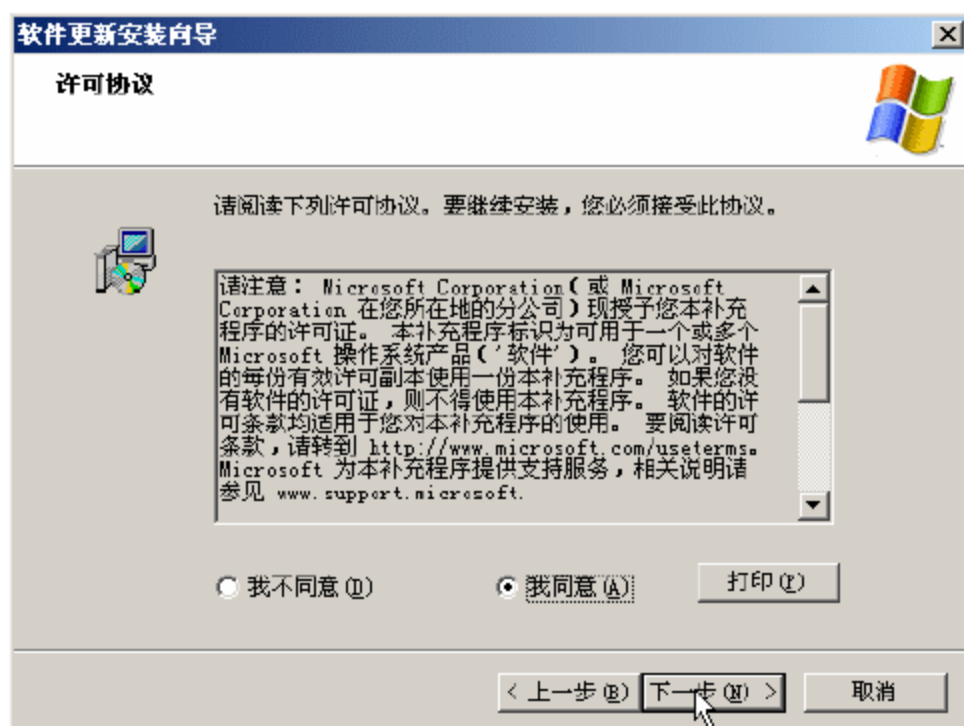 软件更新安装向导
许可协议
请阅读下列许可协议。要继续安装，您必须接受此协议。
请注意： Microsoft Corporation(或 Microsoft
Corporation 在您所在地的分公司)现授予您本补充
程序的许可证。 本补充程序标识为可用于一个或多个
Microsoft 操作系统产品('软件')。 您可以对软件
的每份有效许可副本使用一份本补充程序。 如果您没
有软件的许可证，则不得使用本补充程序。 软件的许
可条款均适用于您对本补充程序的使用。 要阅读许可
条款，请转到 http://www.microsoft.com/useterms。
Microsoft 为本补充程序提供支持服务，相关说明请
参见 www.support.microsoft.
我不同意(D) 我同意(A) 打印(P)
< 上一步(B) 下一步(N) > 取消